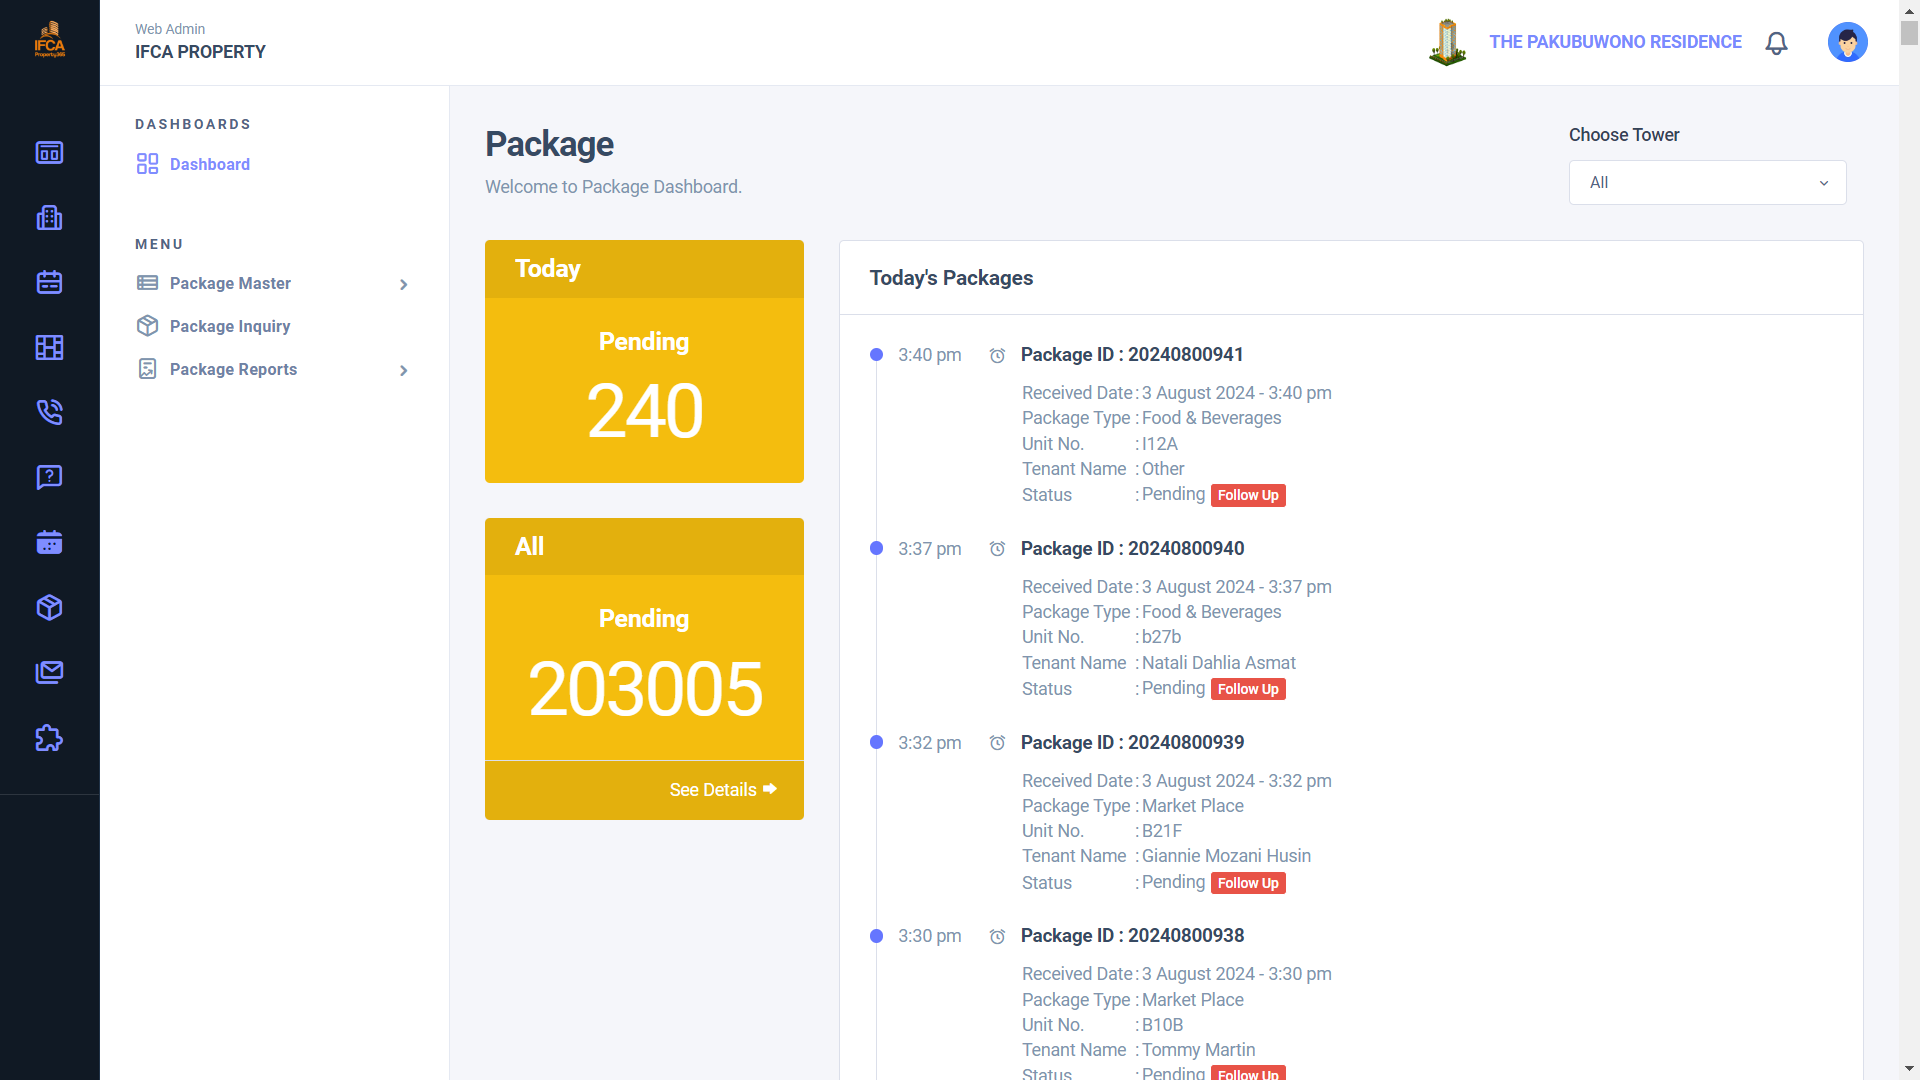 IFCA
Property365
Web Admin
IFCA PROPERTY
THE PAKUBUWONO RESIDENCE
DASHBOARDS
Dashboard
MENU
Package Master
Package Inquiry
Package Reports
Package
Welcome to Package Dashboard.
Choose Tower
All
Today
Pending
240
All
Pending
203005
See Details
Today's Packages
3:40 pm Package ID : 20240800941
Received Date : 3 August 2024 - 3:40 pm
Package Type : Food & Beverages
Unit No. : I12A
Tenant Name : Other
Status : Pending Follow Up
3:37 pm Package ID : 20240800940
Received Date : 3 August 2024 - 3:37 pm
Package Type : Food & Beverages
Unit No. : b27b
Tenant Name : Natali Dahlia Asmat
Status : Pending Follow Up
3:32 pm Package ID : 20240800939
Received Date : 3 August 2024 - 3:32 pm
Package Type : Market Place
Unit No. : B21F
Tenant Name : Giannie Mozani Husin
Status : Pending Follow Up
3:30 pm Package ID : 20240800938
Received Date : 3 August 2024 - 3:30 pm
Package Type : Market Place
Unit No. : B10B
Tenant Name : Tommy Martin
Status : Pending Follow Up